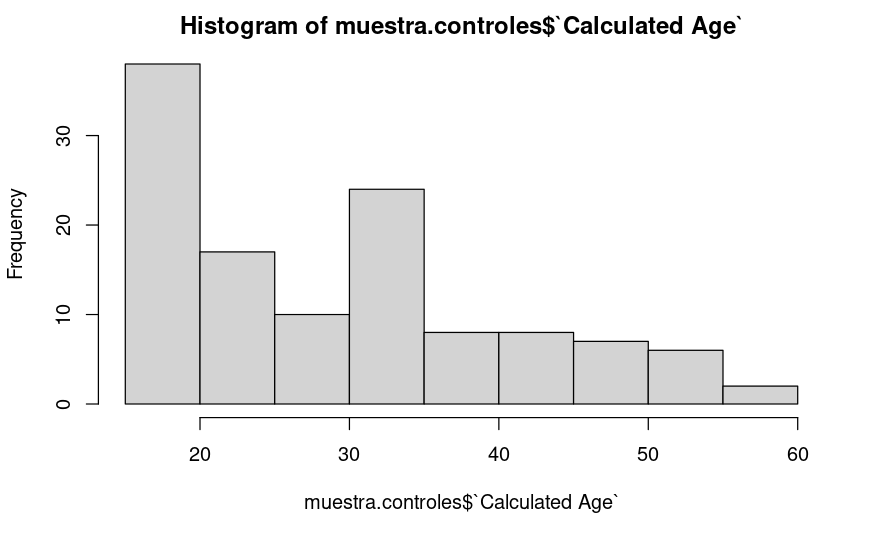 Histogram of muestra.controles$`Calculated Age`
Frequency
30
20
10
0
20 30 40 50 60
muestra.controles$`Calculated Age`